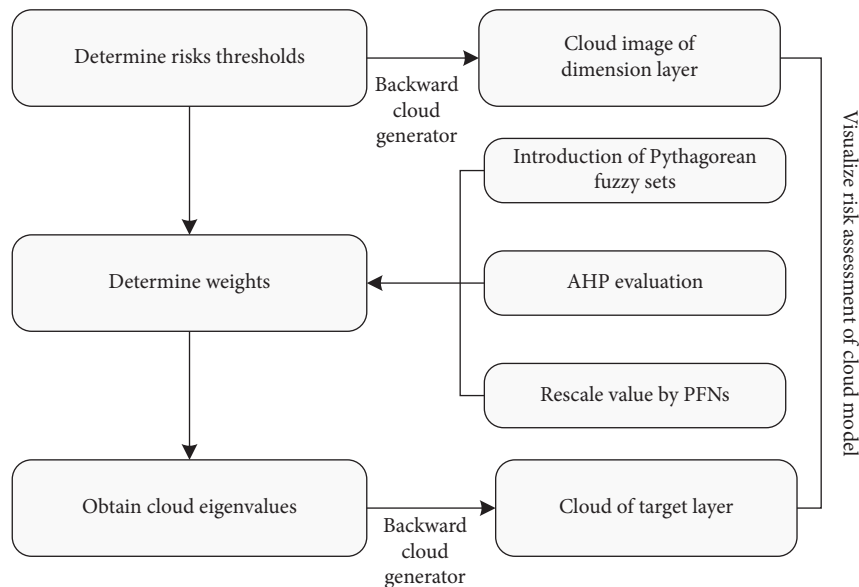 Determine risks thresholds
Backward
cloud
generator
Cloud image of
dimension layer
Introduction of Pythagorean
fuzzy sets
Determine weights
AHP evaluation
Rescale value by PFNs
Obtain cloud eigenvalues
Backward
cloud
generator
Cloud of target layer
Visualize risk assessment of cloud model